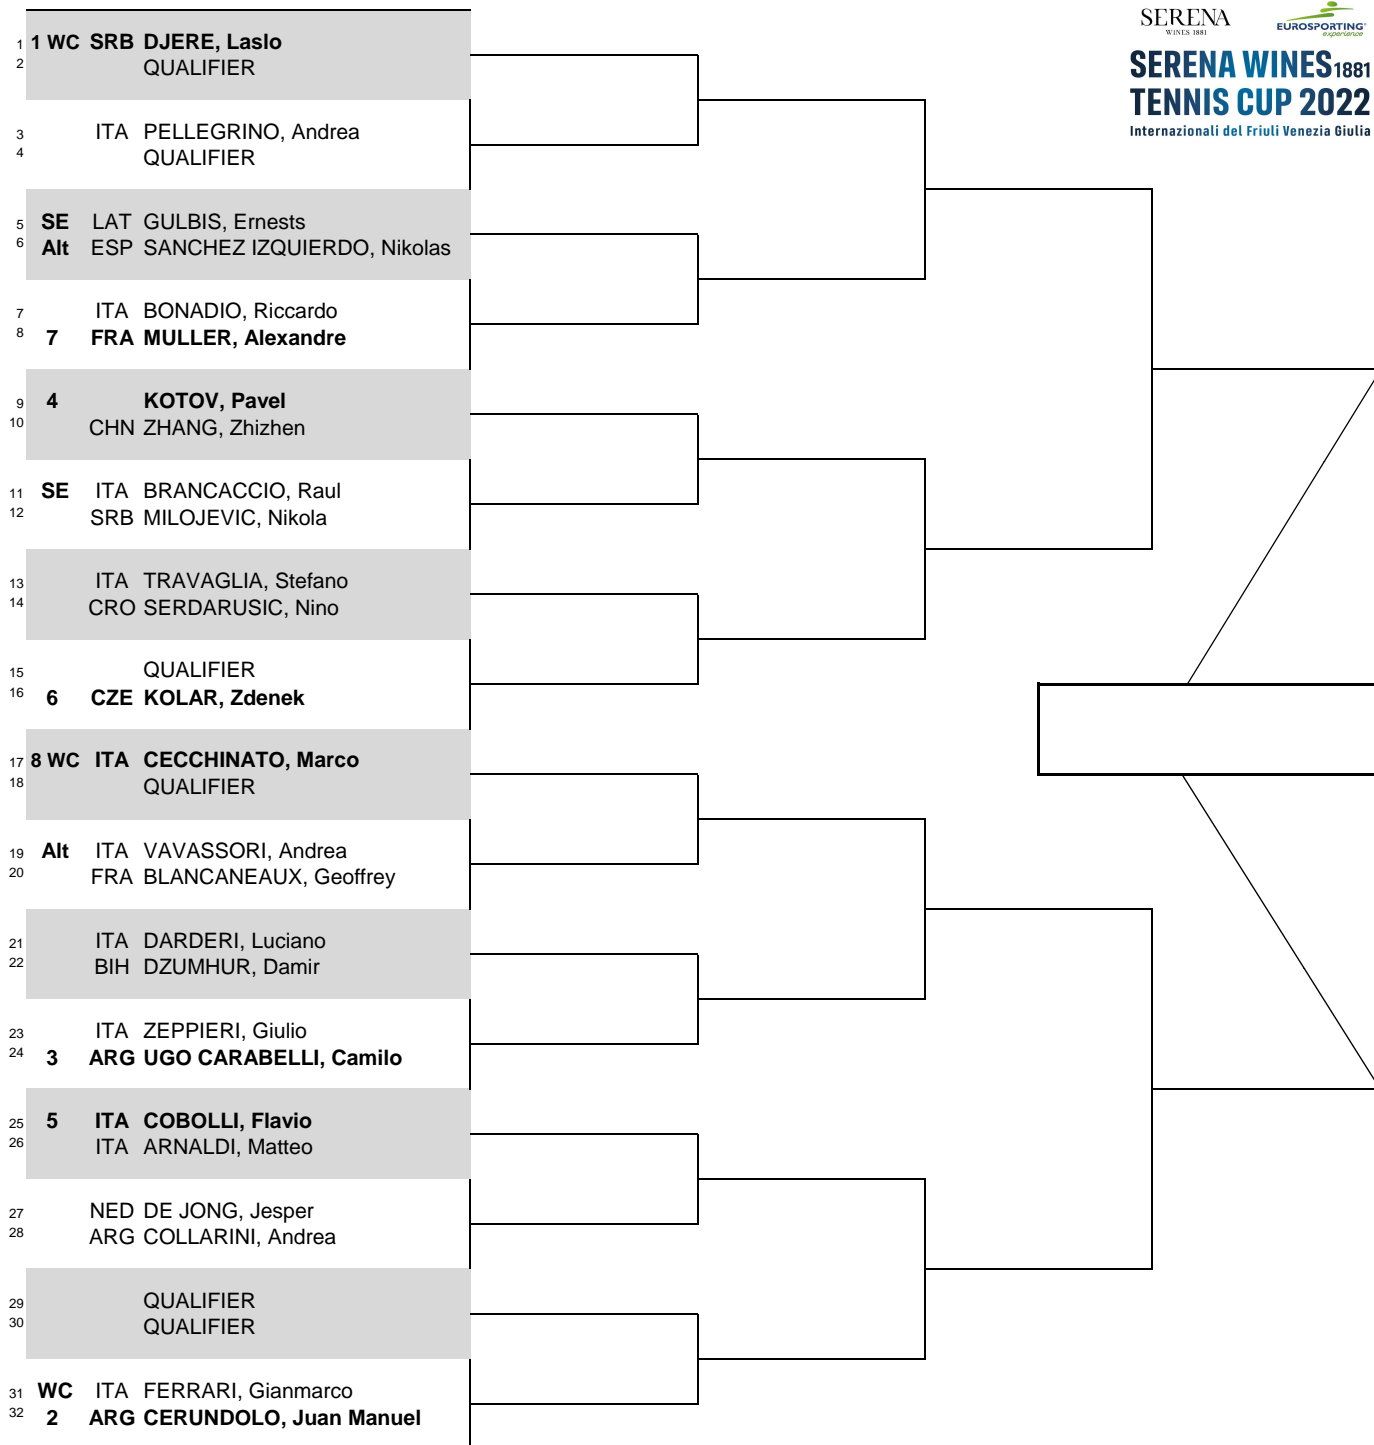 SERENA
WINES 1881
EUROSPORTING
experience
SERENA WINES 1881
TENNIS CUP 2022
Internazionali del Friuli Venezia Giulia
1 1 WC SRB DJERE, Laslo
2 QUALIFIER
3 ITA PELLEGRINO, Andrea
4 QUALIFIER
5 SE LAT GULBIS, Ernests
6 Alt ESP SANCHEZ IZQUIERDO, Nikolas
7 ITA BONADIO, Riccardo
8 7 FRA MULLER, Alexandre
9 4 KOTOV, Pavel
10 CHN ZHANG, Zhizhen
11 SE ITA BRANCACCIO, Raul
12 SRB MILOJEVIC, Nikola
13 ITA TRAVAGLIA, Stefano
14 CRO SERDARUSIC, Nino
15 QUALIFIER
16 6 CZE KOLAR, Zdenek
17 8 WC ITA CECCHINATO, Marco
18 QUALIFIER
19 Alt ITA VAVASSORI, Andrea
20 FRA BLANCANEAUX, Geoffrey
21 ITA DARDERI, Luciano
22 BIH DZUMHUR, Damir
23 ITA ZEPPIERI, Giulio
24 3 ARG UGO CARABELLI, Camilo
25 5 ITA COBOLLI, Flavio
26 ITA ARNALDI, Matteo
27 NED DE JONG, Jesper
28 ARG COLLARINI, Andrea
29 QUALIFIER
30 QUALIFIER
31 WC ITA FERRARI, Gianmarco
32 2 ARG CERUNDOLO, Juan Manuel